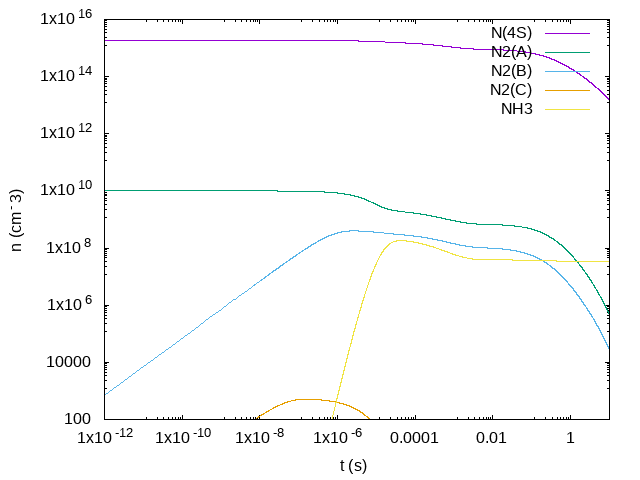 1x10^16
1x10^14
1x10^12
1x10^10
1x10^8
1x10^6
10000
100
n (cm^-3)
N(4S)
N2(A)
N2(B)
N2(C)
NH3
1x10^-12
1x10^-10
1x10^-8
1x10^-6
0.0001
0.01
1
t (s)